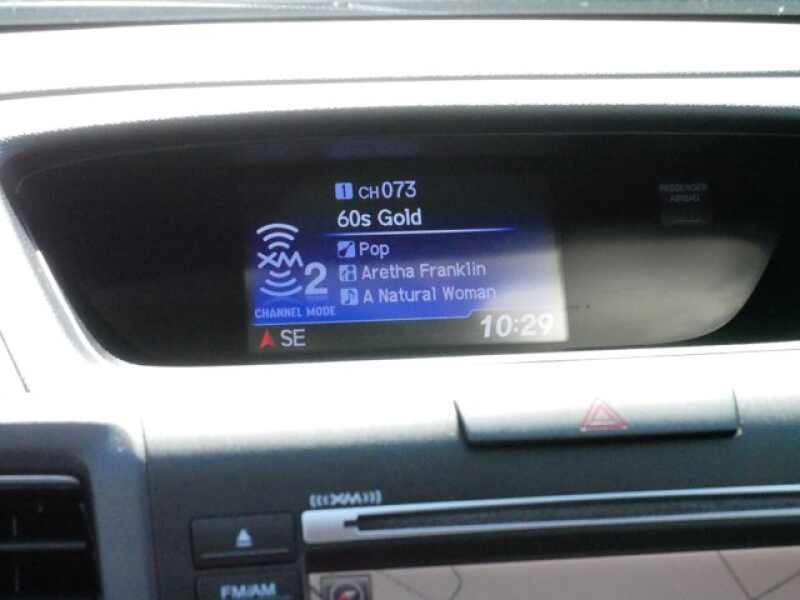 1 CH073
60s Gold
XM 2
Pop
Aretha Franklin
A Natural Woman
CHANNEL MODE
SE
10:29
PASSENGER
AIRBAG
XM
FM/AM